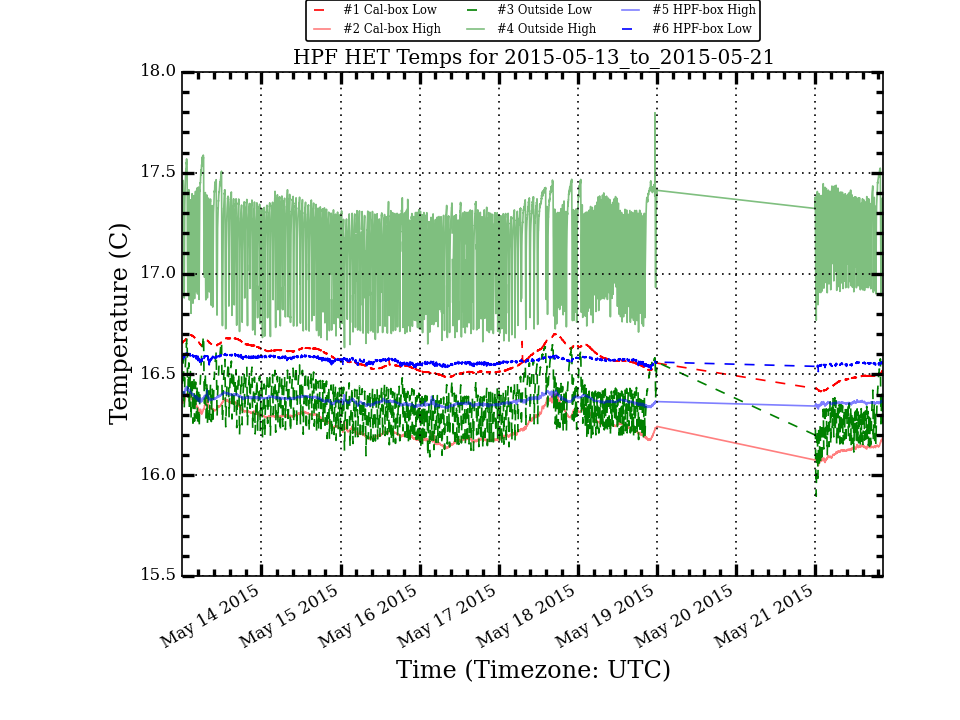 #1 Cal-box Low #3 Outside Low #5 HPF-box High
#2 Cal-box High #4 Outside High #6 HPF-box Low
HPF HET Temps for 2015-05-13_to_2015-05-21
18.0
17.5
17.0
16.5
16.0
15.5
Temperature (C)
May 14 2015 May 15 2015 May 16 2015 May 17 2015 May 18 2015 May 19 2015 May 20 2015 May 21 2015
Time (Timezone: UTC)